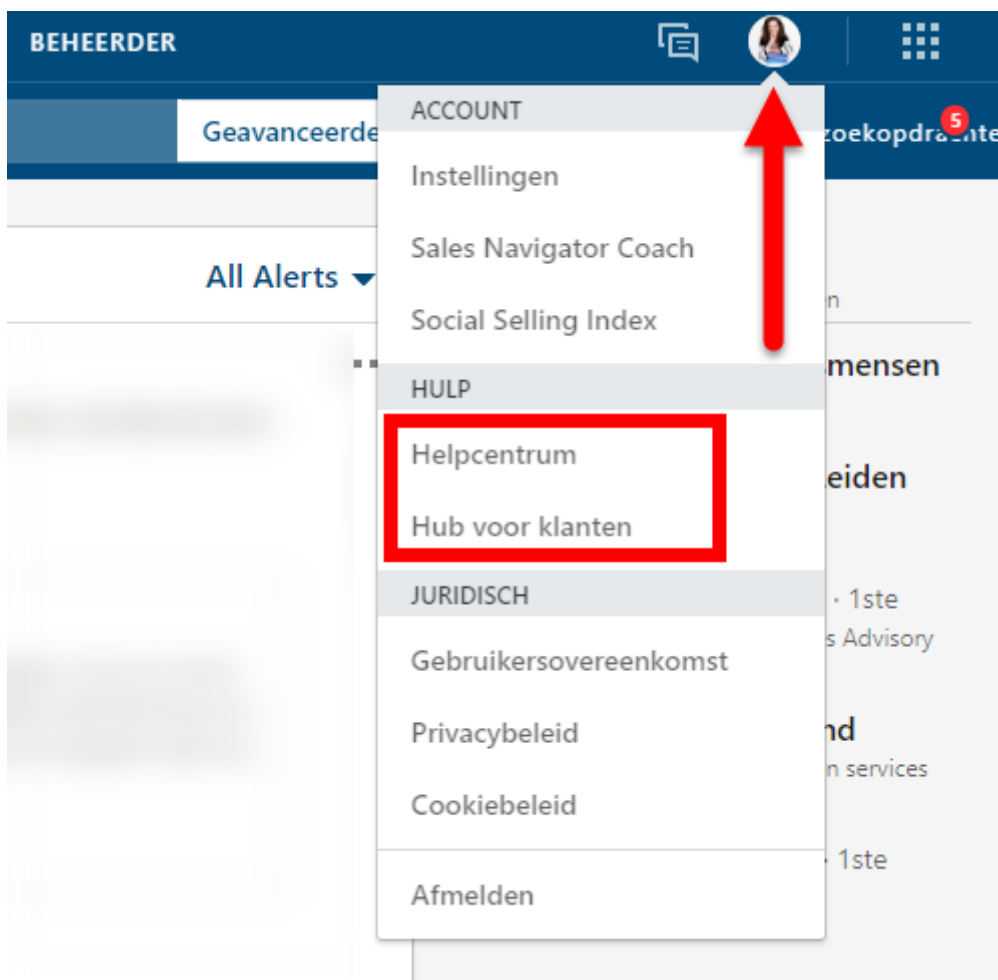 BEHEERDER
Geavanceerde
5
All Alerts
ACCOUNT
Instellingen
Sales Navigator Coach
Social Selling Index
HULP
Helpcentrum
Hub voor klanten
JURIDISCH
Gebruikersovereenkomst
Privacybeleid
Cookiebeleid
Afmelden
mensen
eiden
· 1ste
s Advisory
nd
n services
· 1ste